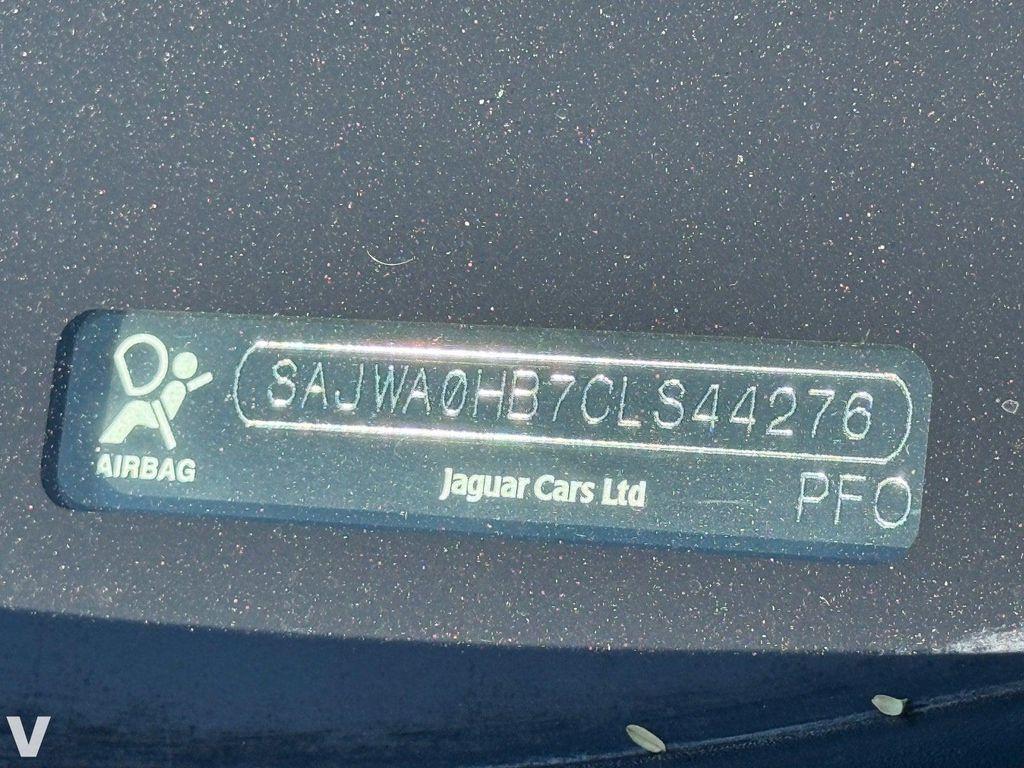 SAJWA0HB7CLS44276
AIRBAG
Jaguar Cars Ltd
PFO
V